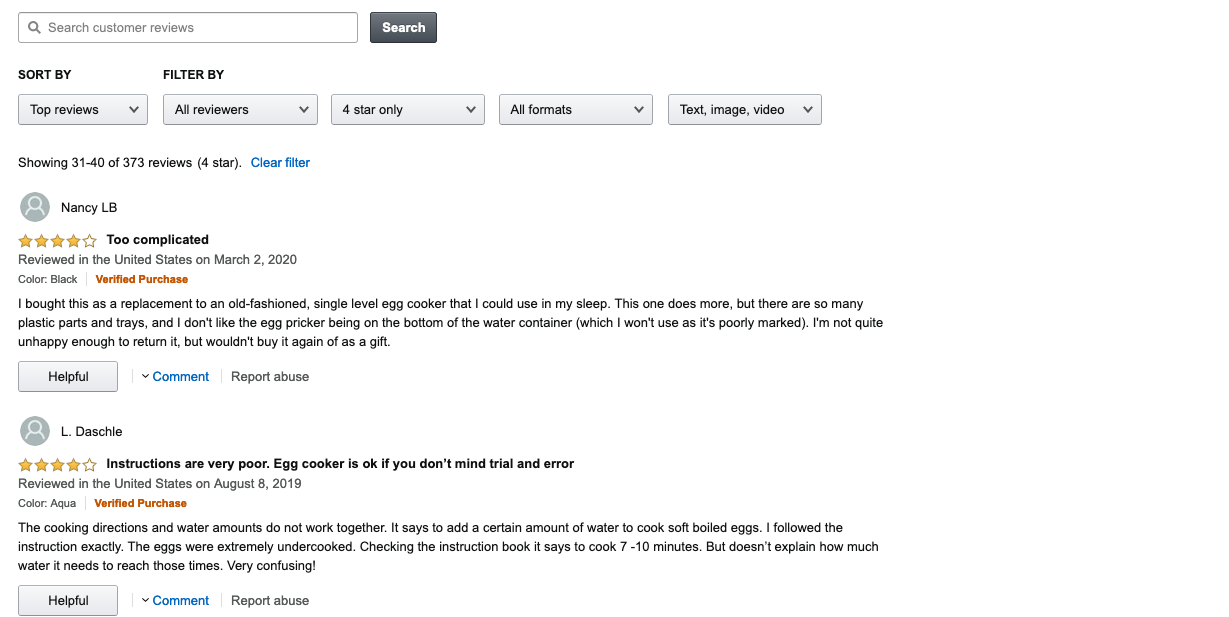 Search customer reviews Search
SORT BY FILTER BY
Top reviews All reviewers 4 star only All formats Text, image, video
Showing 31-40 of 373 reviews (4 star). Clear filter
Nancy LB
Too complicated
Reviewed in the United States on March 2, 2020
Color: Black Verified Purchase
I bought this as a replacement to an old-fashioned, single level egg cooker that I could use in my sleep. This one does more, but there are so many
plastic parts and trays, and I don't like the egg pricker being on the bottom of the water container (which I won't use as it's poorly marked). I'm not quite
unhappy enough to return it, but wouldn't buy it again of as a gift.
Helpful Comment Report abuse
L. Daschle
Instructions are very poor. Egg cooker is ok if you don’t mind trial and error
Reviewed in the United States on August 8, 2019
Color: Aqua Verified Purchase
The cooking directions and water amounts do not work together. It says to add a certain amount of water to cook soft boiled eggs. I followed the
instruction exactly. The eggs were extremely undercooked. Checking the instruction book it says to cook 7 -10 minutes. But doesn’t explain how much
water it needs to reach those times. Very confusing!
Helpful Comment Report abuse